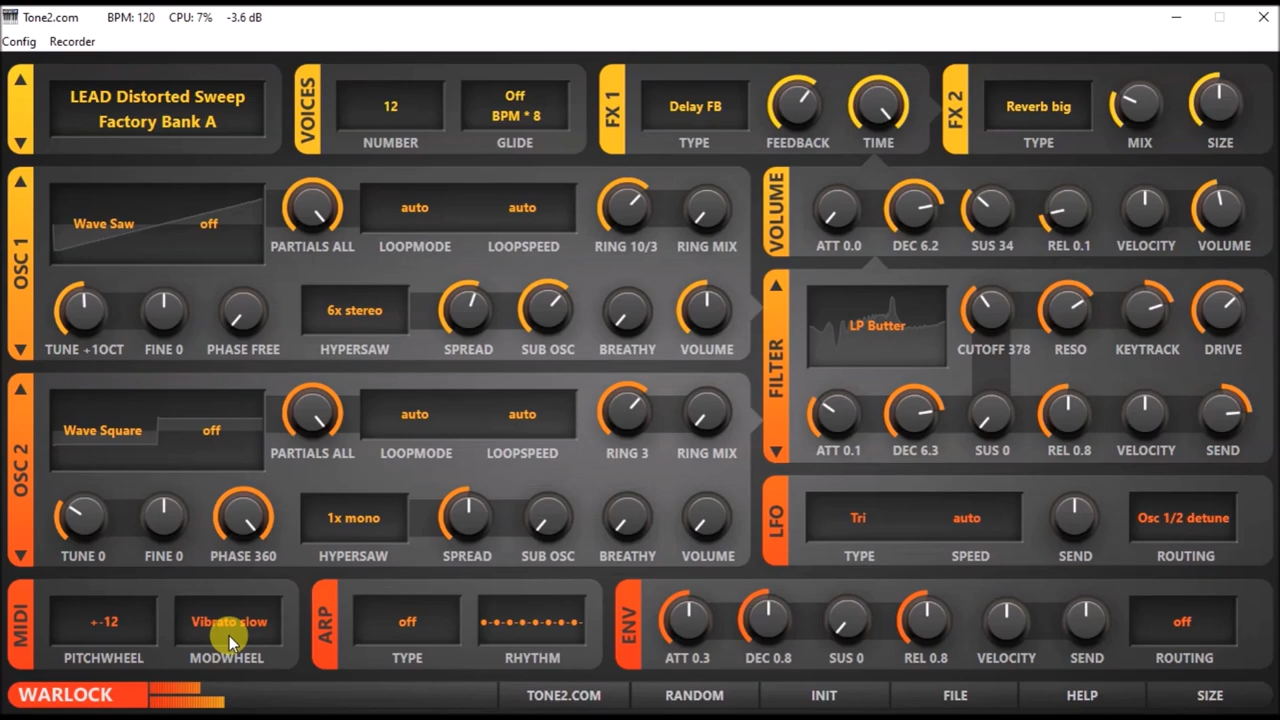 Tone2.com BPM: 120 CPU: 7% -3.6 dB
Config Recorder
LEAD Distorted Sweep
Factory Bank A
VOICES
12
NUMBER
Off
BPM * 8
GLIDE
FX 1
Delay FB
TYPE
FEEDBACK
TIME
FX 2
Reverb big
TYPE
MIX
SIZE
OSC 1
Wave Saw off
PARTIALS ALL
auto auto
LOOPMODE LOOPSPEED
RING 10/3 RING MIX
TUNE +1OCT FINE 0 PHASE FREE
6x stereo
HYPERSAW
SPREAD SUB OSC BREATHY VOLUME
VOLUME
ATT 0.0 DEC 6.2 SUS 34 REL 0.1 VELOCITY VOLUME
FILTER
LP Butter
CUTOFF 378 RESO KEYTRACK DRIVE
ATT 0.1 DEC 6.3 SUS 0 REL 0.8 VELOCITY SEND
OSC 2
Wave Square off
PARTIALS ALL
auto auto
LOOPMODE LOOPSPEED
RING 3 RING MIX
TUNE 0 FINE 0 PHASE 360
1x mono
HYPERSAW
SPREAD SUB OSC BREATHY VOLUME
LFO
Tri auto
TYPE SPEED
SEND
Osc 1/2 detune
ROUTING
MIDI
+-12
PITCHWHEEL
Vibrato slow
MODWHEEL
ARP
off
TYPE
RHYTHM
ENV
ATT 0.3 DEC 0.8 SUS 0 REL 0.8 VELOCITY SEND
off
ROUTING
WARLOCK TONE2.COM RANDOM INIT FILE HELP SIZE